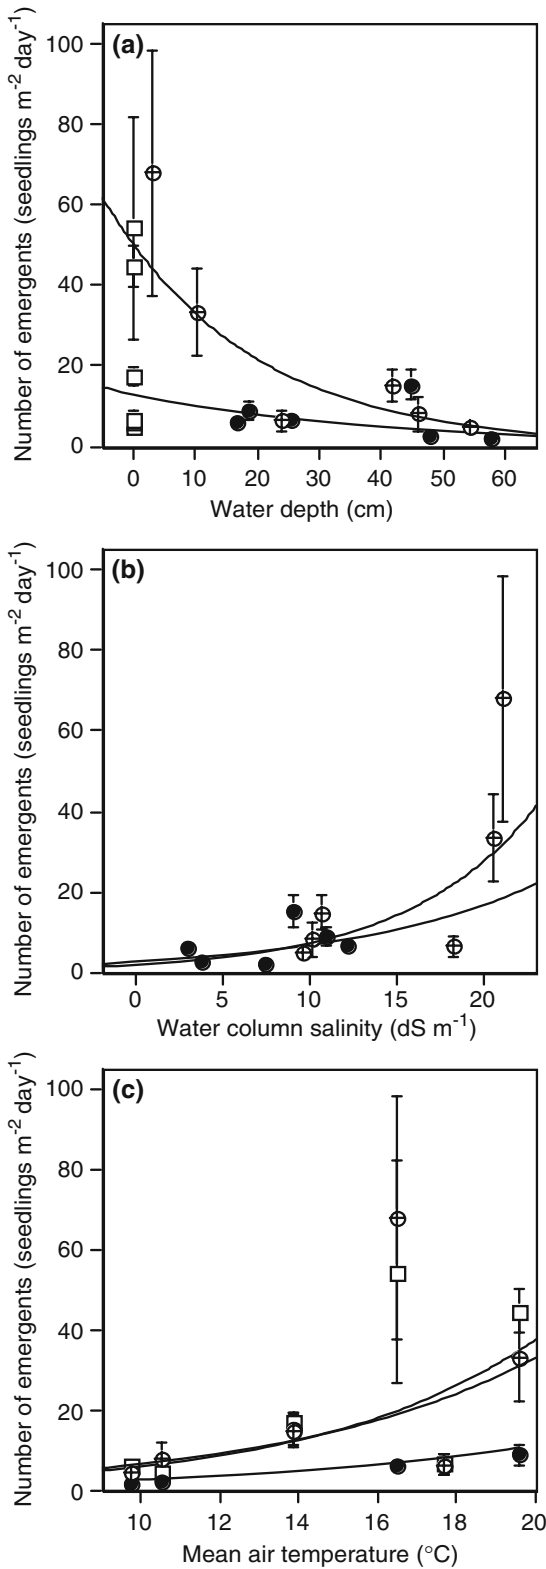 (a)
Number of emergents (seedlings m-2 day-1)
100
80
60
40
20
0
0 10 20 30 40 50 60
Water depth (cm)
(b)
Number of emergents (seedlings m-2 day-1)
100
80
60
40
20
0
0 5 10 15 20
Water column salinity (dS m-1)
(c)
Number of emergents (seedlings m-2 day-1)
100
80
60
40
20
0
10 12 14 16 18 20
Mean air temperature (°C)